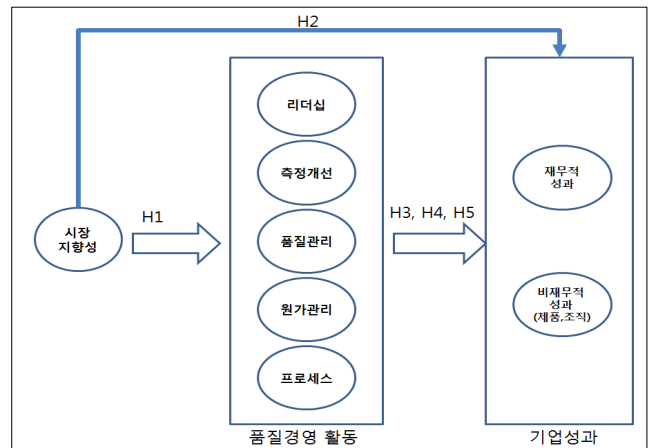 H2
리더십
측정개선
품질관리
원가관리
프로세스
시장
지향성
H1
H3, H4, H5
재무적
성과
비재무적
성과
(제품,조직)
품질경영 활동
기업성과